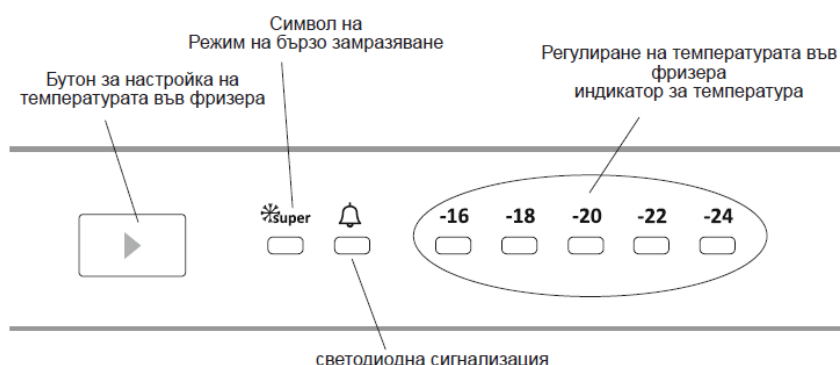 Символ на
Режим на бързо замразяване
Регулиране на температурата във
фризера
индикатор за температура
Бутон за настройка на
температурата във фризера
super
-16 -18 -20 -22 -24
светодиодна сигнализация